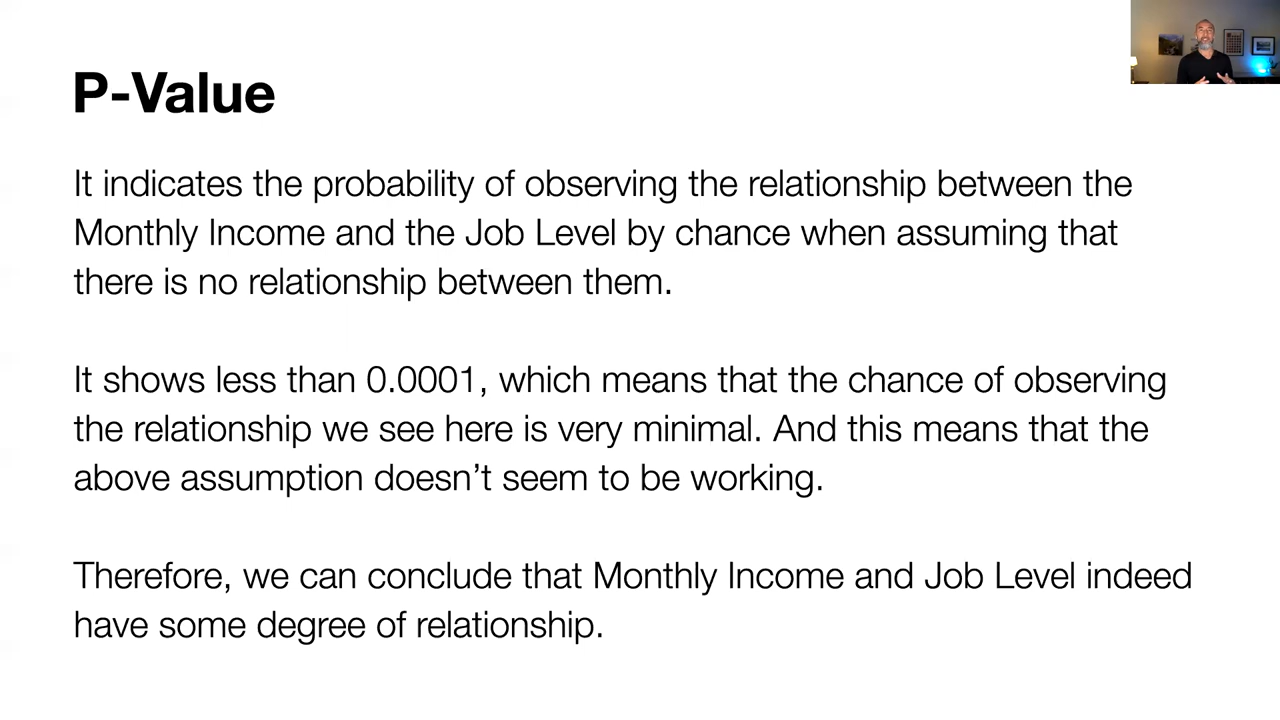 P-Value
It indicates the probability of observing the relationship between the
Monthly Income and the Job Level by chance when assuming that
there is no relationship between them.
It shows less than 0.0001, which means that the chance of observing
the relationship we see here is very minimal. And this means that the
above assumption doesn’t seem to be working.
Therefore, we can conclude that Monthly Income and Job Level indeed
have some degree of relationship.